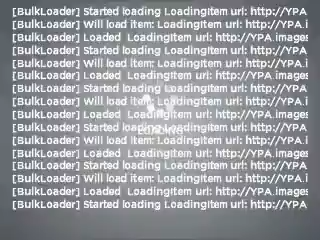 [BulkLoader] Started loading LoadingItem url: http://YPA
[BulkLoader] Will load item: LoadingItem url: http://YPA.i
[BulkLoader] Loaded LoadingItem url: http://YPA.images
[BulkLoader] Started loading LoadingItem url: http://YPA
[BulkLoader] Will load item: LoadingItem url: http://YPA.i
[BulkLoader] Loaded LoadingItem url: http://YPA.images
[BulkLoader] Started loading LoadingItem url: http://YPA
[BulkLoader] Will load item: LoadingItem url: http://YPA.i
[BulkLoader] Loaded LoadingItem url: http://YPA.images
[BulkLoader] Started loading LoadingItem url: http://YPA
LOADING
[BulkLoader] Will load item: LoadingItem url: http://YPA.i
[BulkLoader] Loaded LoadingItem url: http://YPA.images
[BulkLoader] Started loading LoadingItem url: http://YPA
[BulkLoader] Will load item: LoadingItem url: http://YPA.i
[BulkLoader] Loaded LoadingItem url: http://YPA.images
[BulkLoader] Started loading LoadingItem url: http://YPA